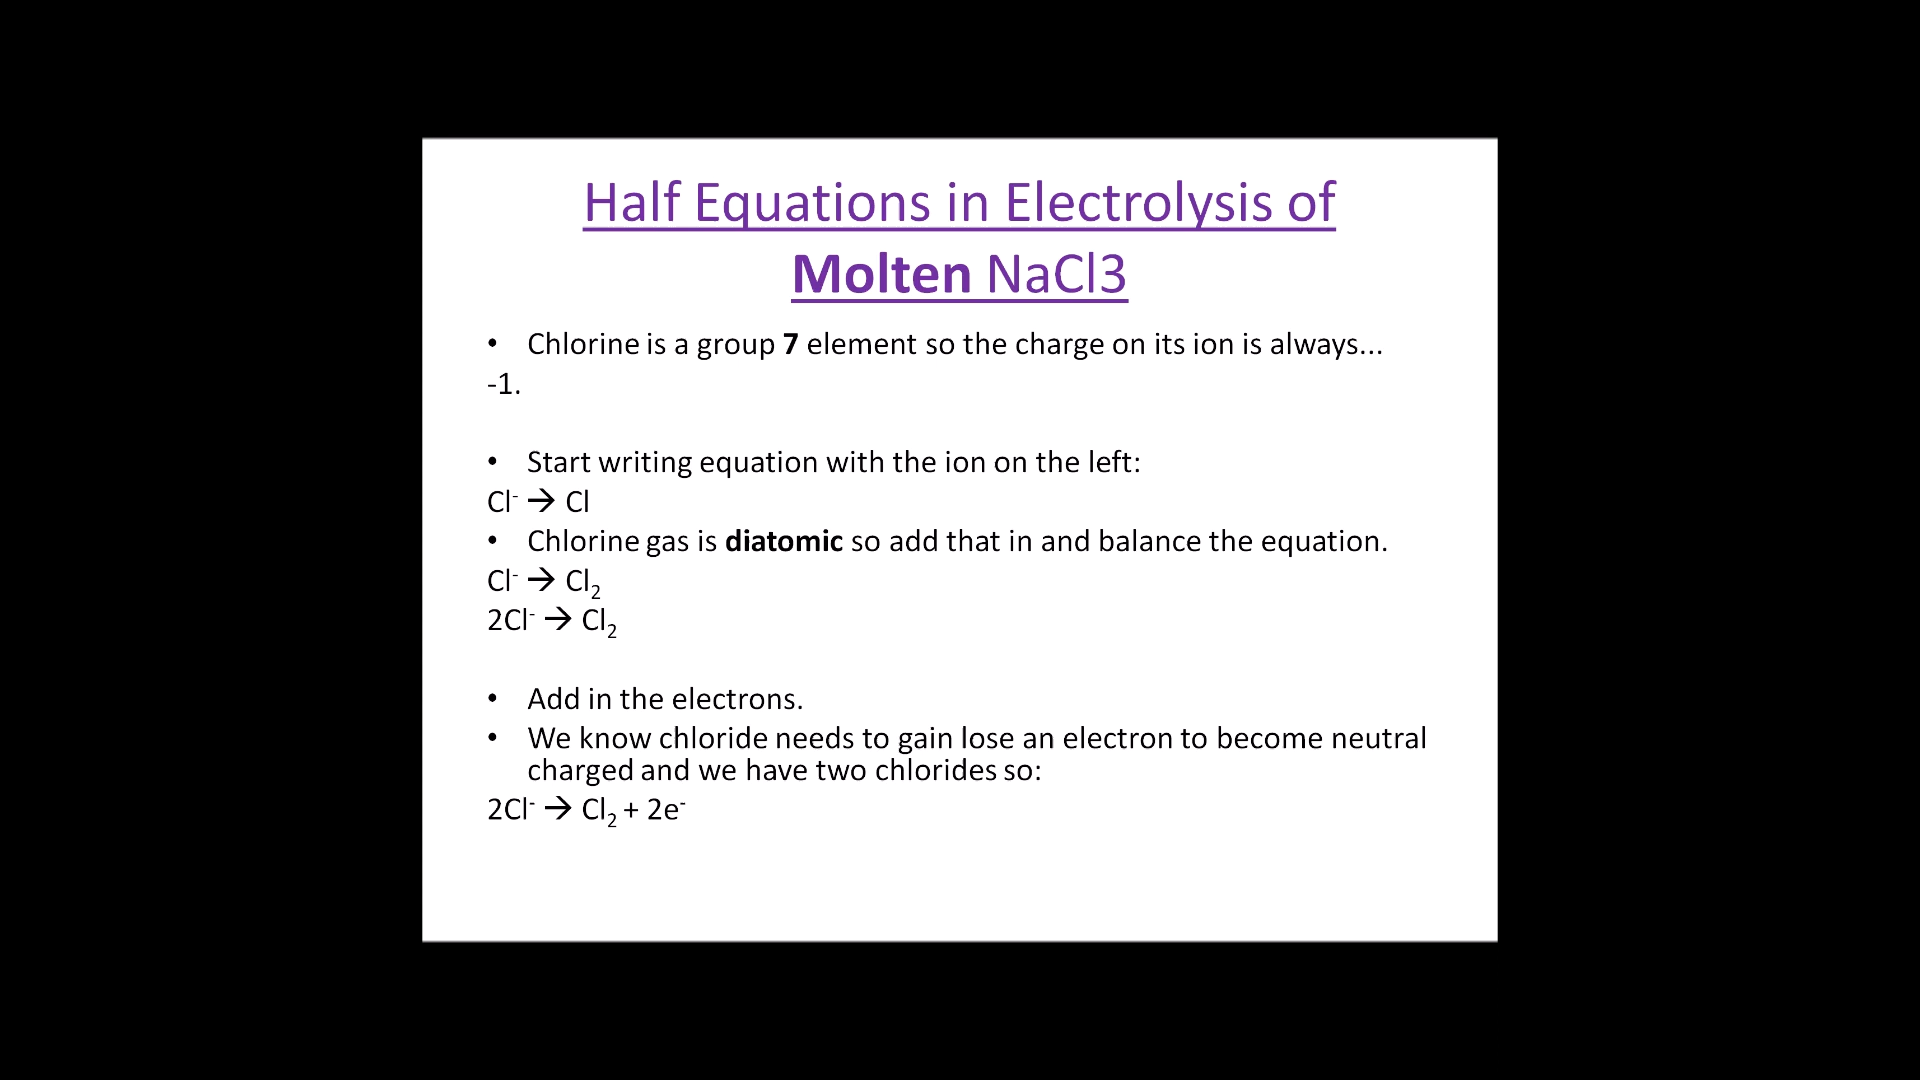 Half Equations in Electrolysis of
Molten NaCl3
• Chlorine is a group 7 element so the charge on its ion is always...
-1.
• Start writing equation with the ion on the left:
Cl⁻ → Cl
• Chlorine gas is diatomic so add that in and balance the equation.
Cl⁻ → Cl₂
2Cl⁻ → Cl₂
• Add in the electrons.
• We know chloride needs to gain lose an electron to become neutral
charged and we have two chlorides so:
2Cl⁻ → Cl₂ + 2e⁻